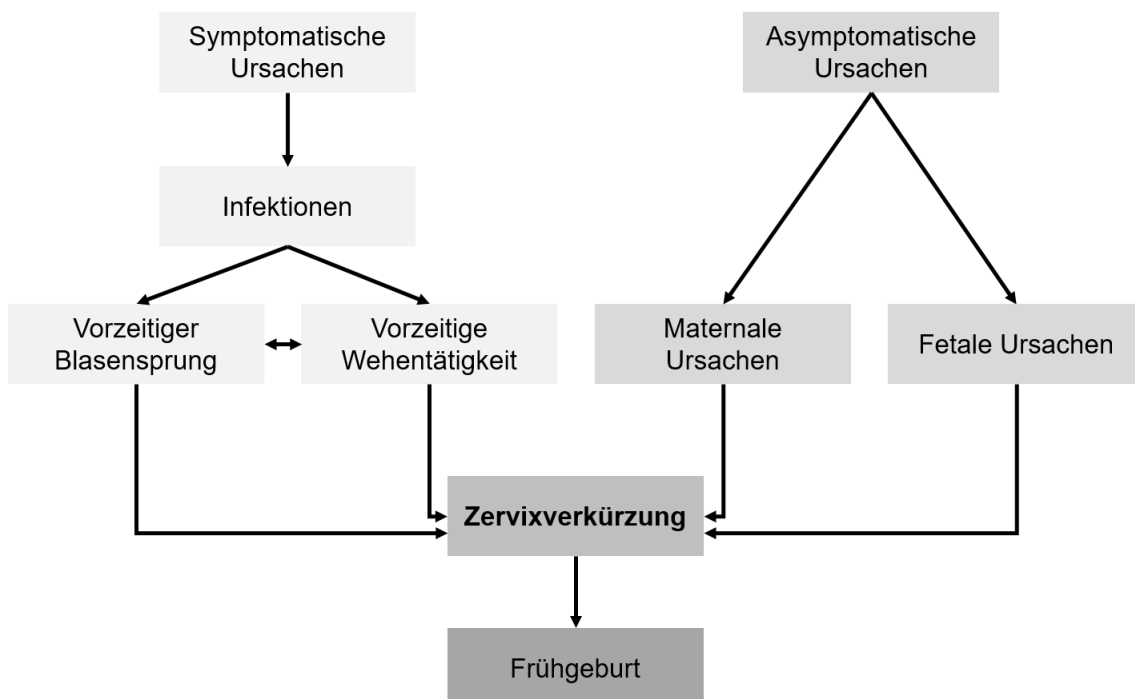 Symptomatische
Ursachen
Asymptomatische
Ursachen
Infektionen
Vorzeitiger
Blasensprung
Vorzeitige
Wehentätigkeit
Maternale
Ursachen
Fetale Ursachen
Zervixverkürzung
Frühgeburt